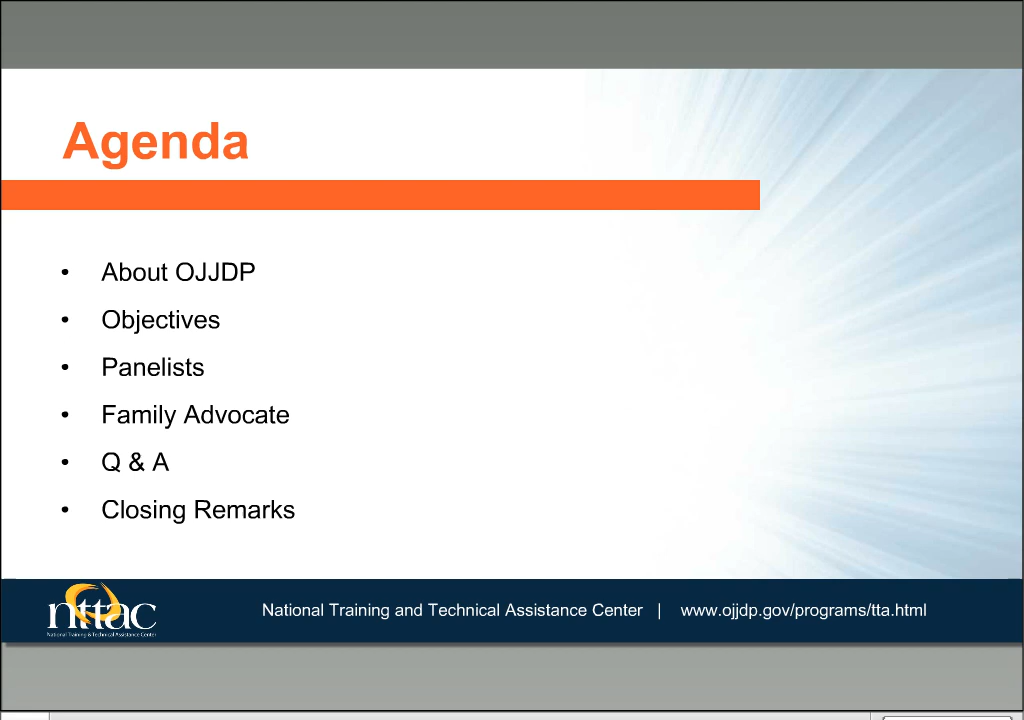 Agenda
• About OJJDP
• Objectives
• Panelists
• Family Advocate
• Q & A
• Closing Remarks
nttac
National Training & Technical Assistance Center
National Training and Technical Assistance Center | www.ojjdp.gov/programs/tta.html